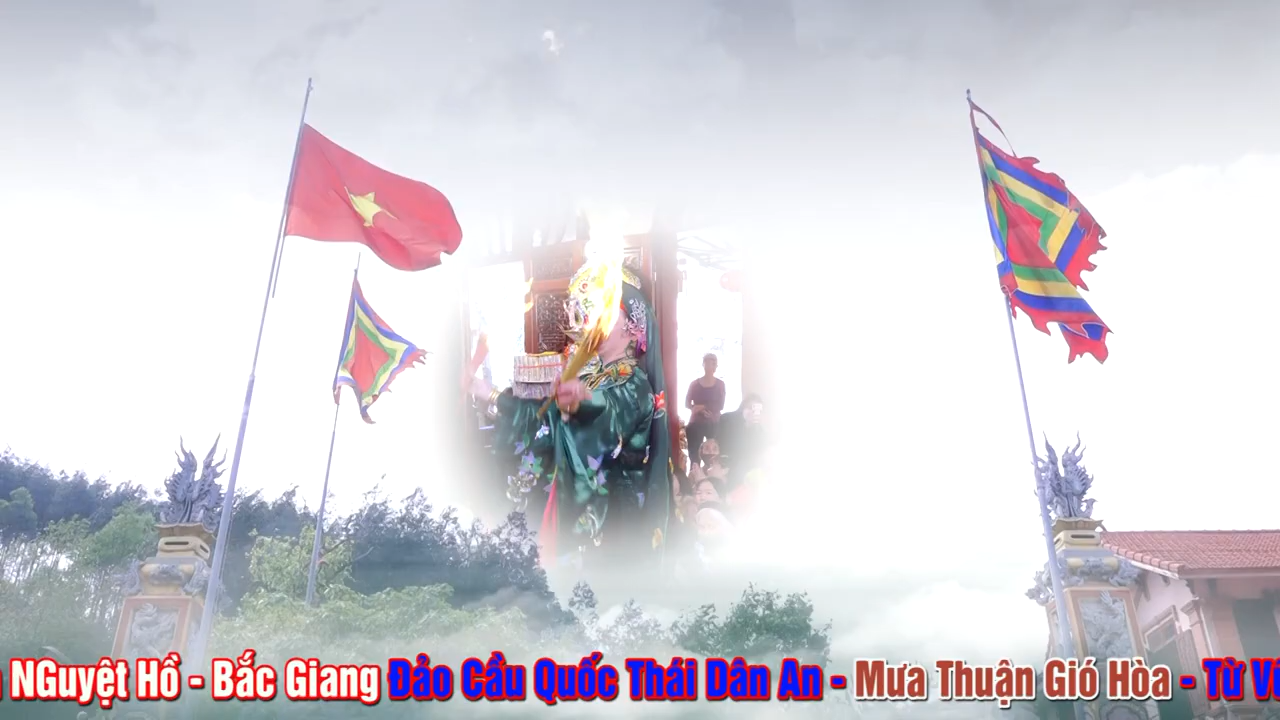 NGuyệt Hồ - Bắc Giang Đảo Cầu Quốc Thái Dân An - Mưa Thuận Gió Hòa - Từ